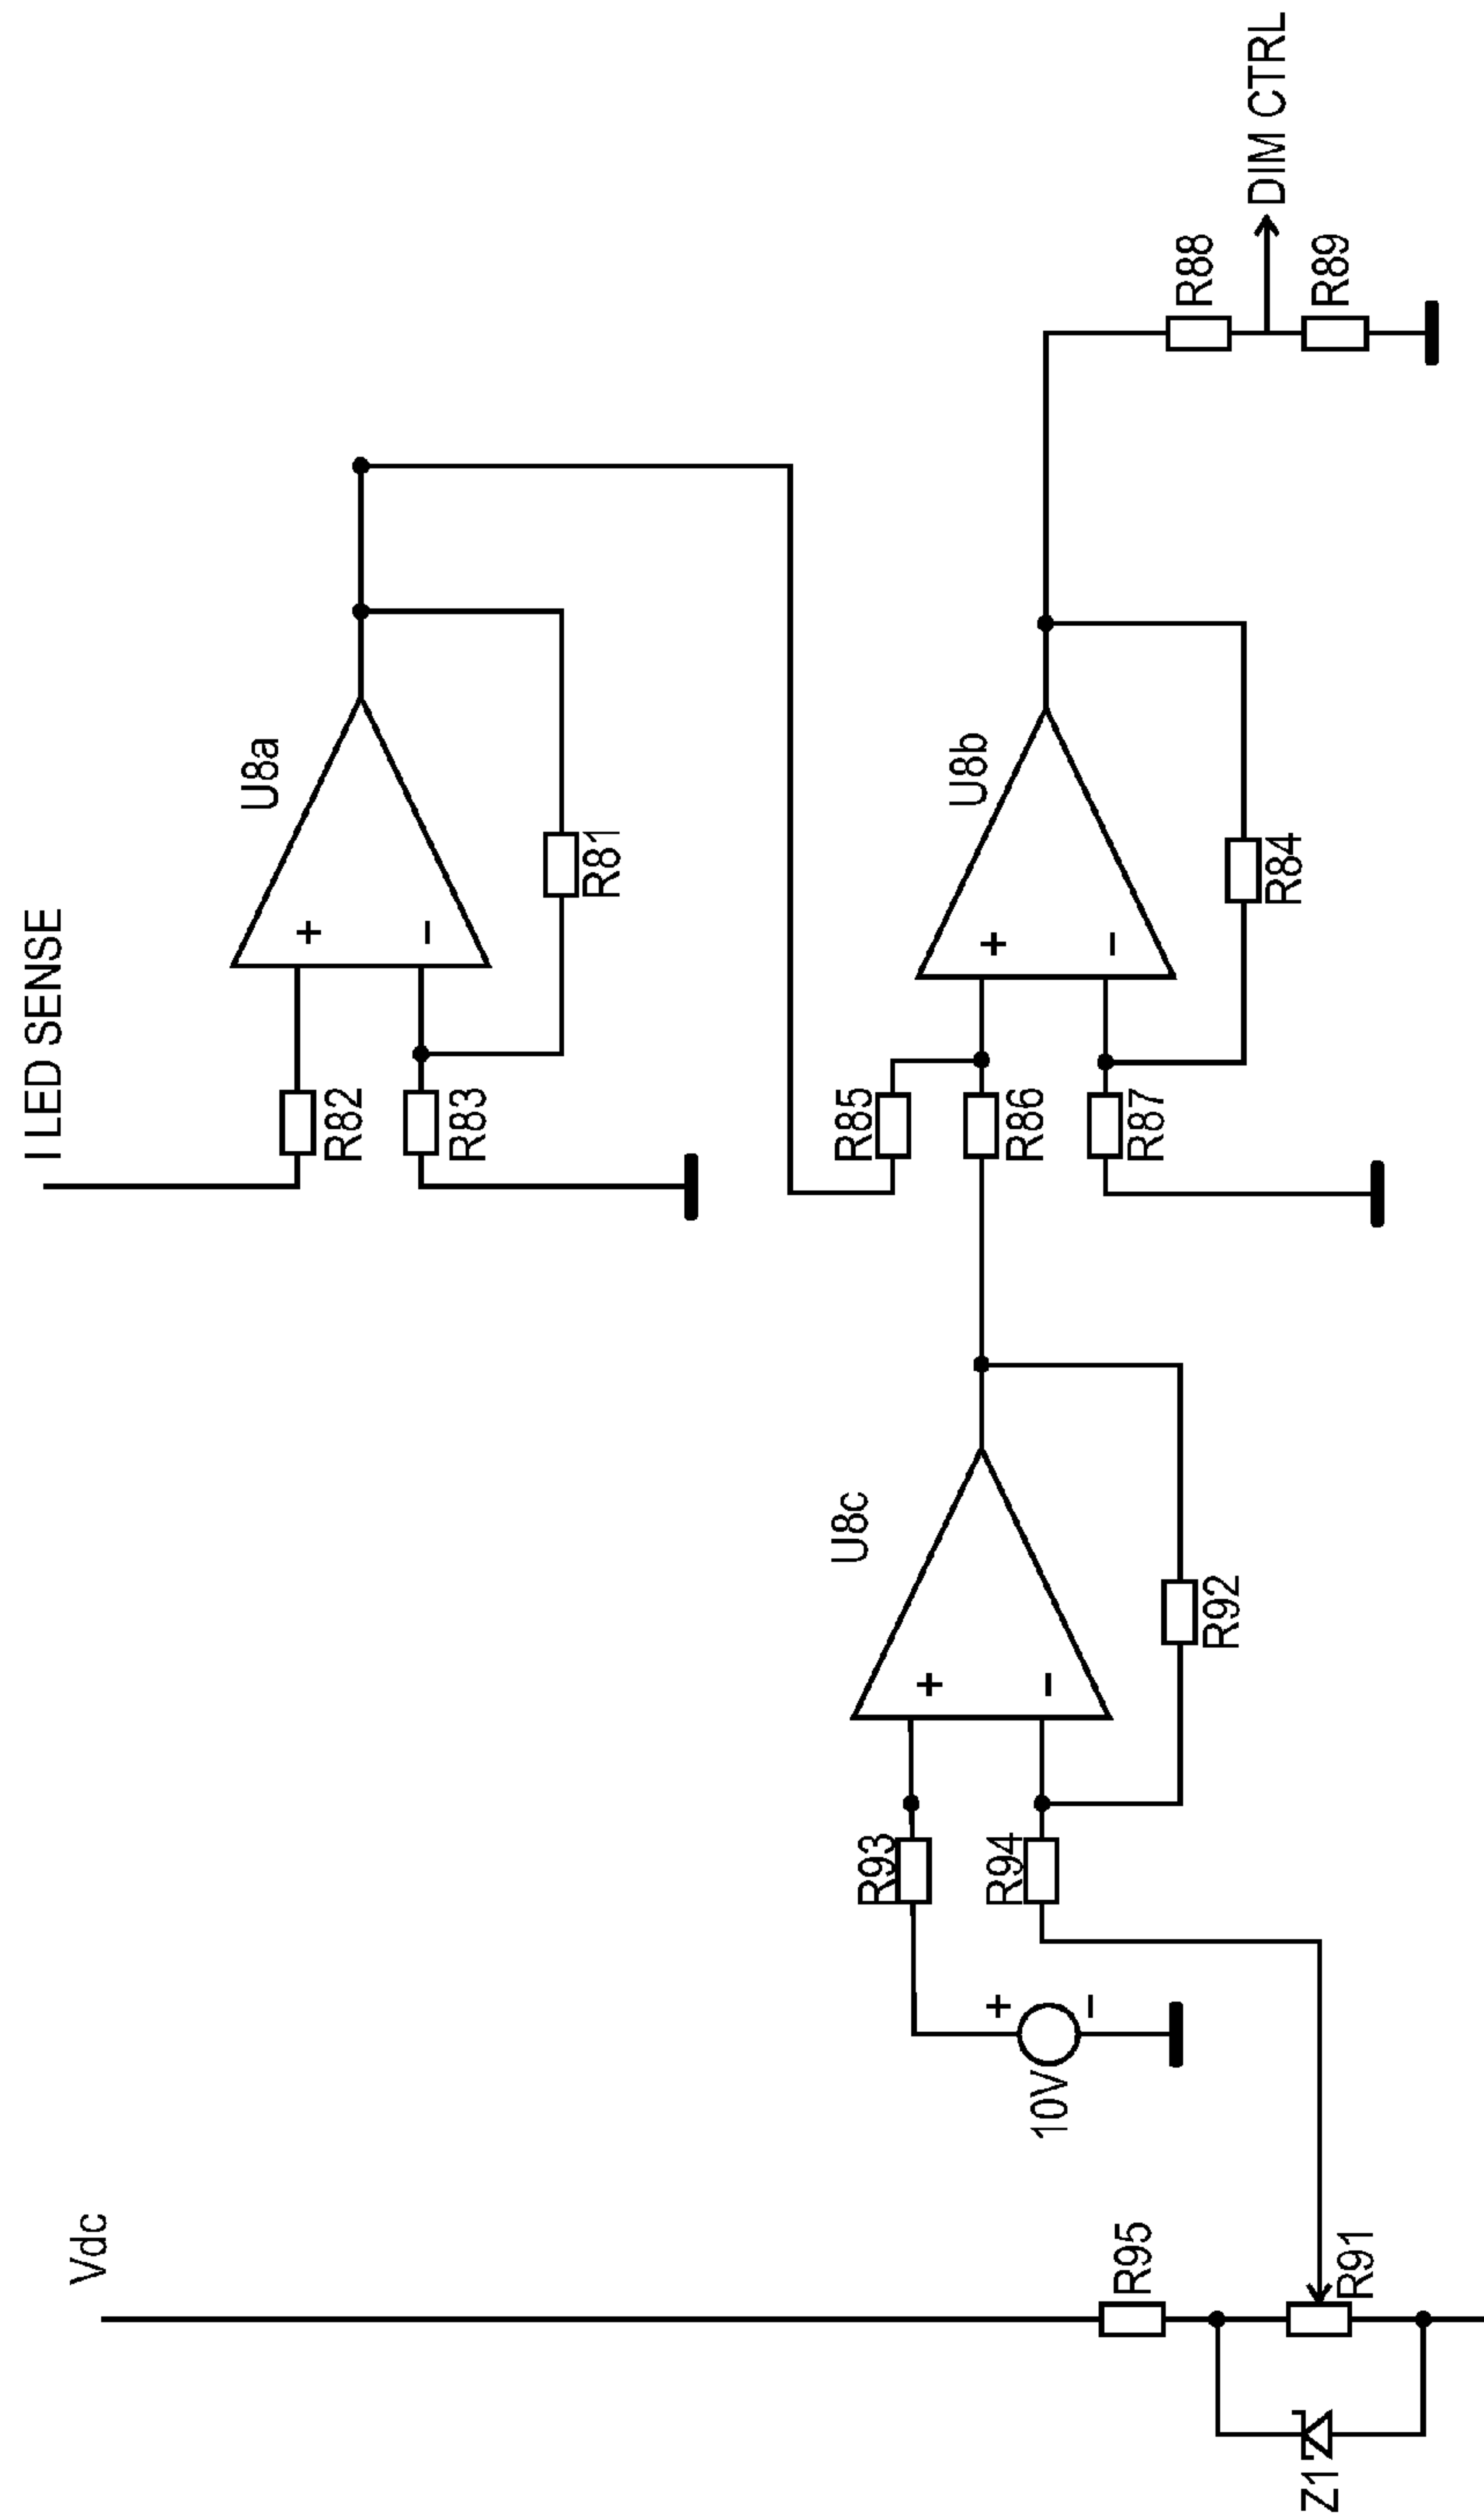 ILED SENSE
Vdc
U8a
+
−
R82
R83
R81
U8b
+
−
R85
R86
R87
R84
R88
DIM CTRL
R89
U8c
+
−
R93
R94
R92
+
10V
−
R95
R91
Z1